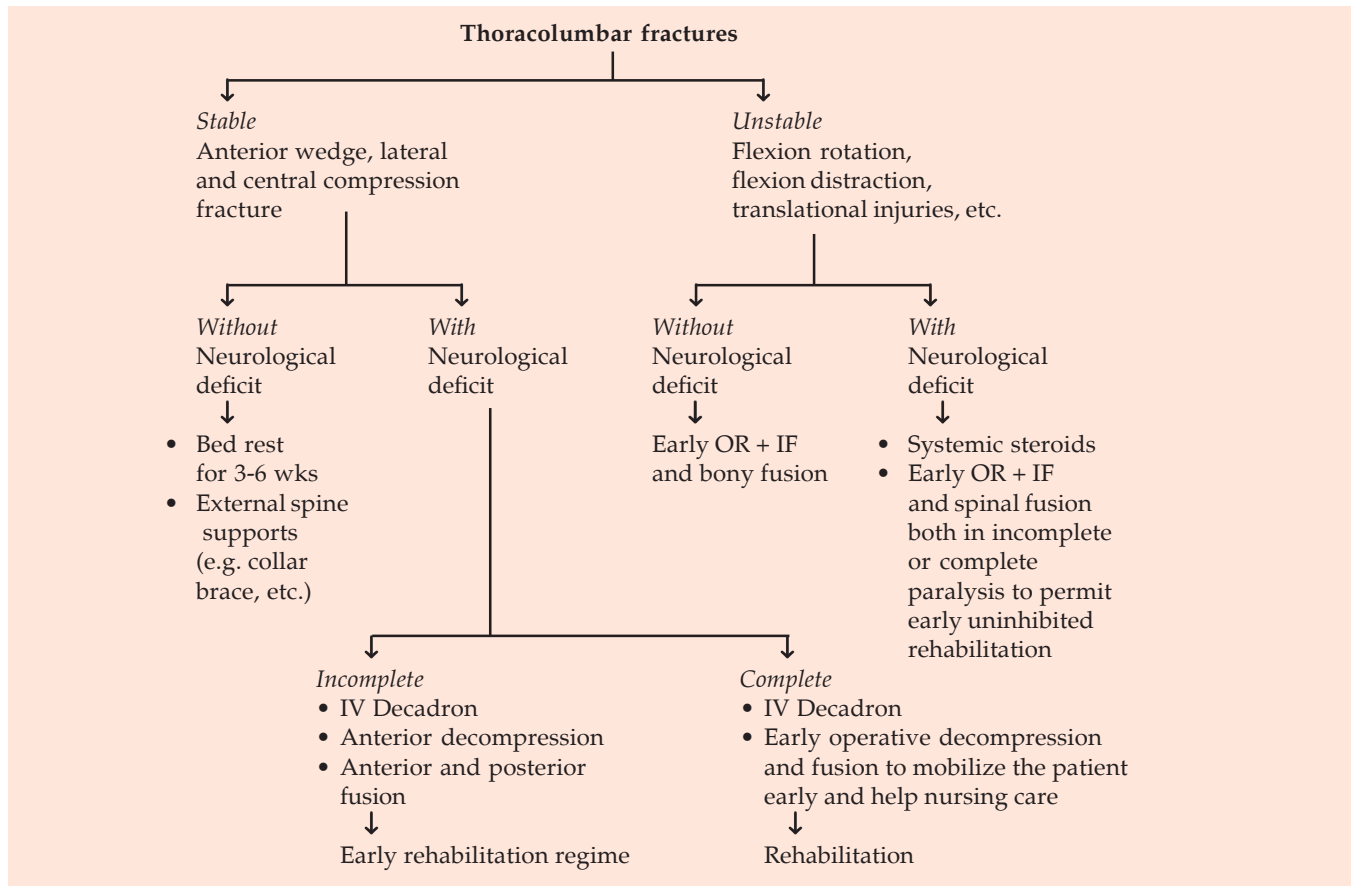 Thoracolumbar fractures
Stable
Anterior wedge, lateral
and central compression
fracture
Unstable
Flexion rotation,
flexion distraction,
translational injuries, etc.
Without
Neurological
deficit
With
Neurological
deficit
Without
Neurological
deficit
With
Neurological
deficit
• Bed rest
for 3-6 wks
• External spine
supports
(e.g. collar
brace, etc.)
Early OR + IF
and bony fusion
• Systemic steroids
• Early OR + IF
and spinal fusion
both in incomplete
or complete
paralysis to permit
early uninhibited
rehabilitation
Incomplete
• IV Decadron
• Anterior decompression
• Anterior and posterior
fusion
Early rehabilitation regime
Complete
• IV Decadron
• Early operative decompression
and fusion to mobilize the patient
early and help nursing care
Rehabilitation